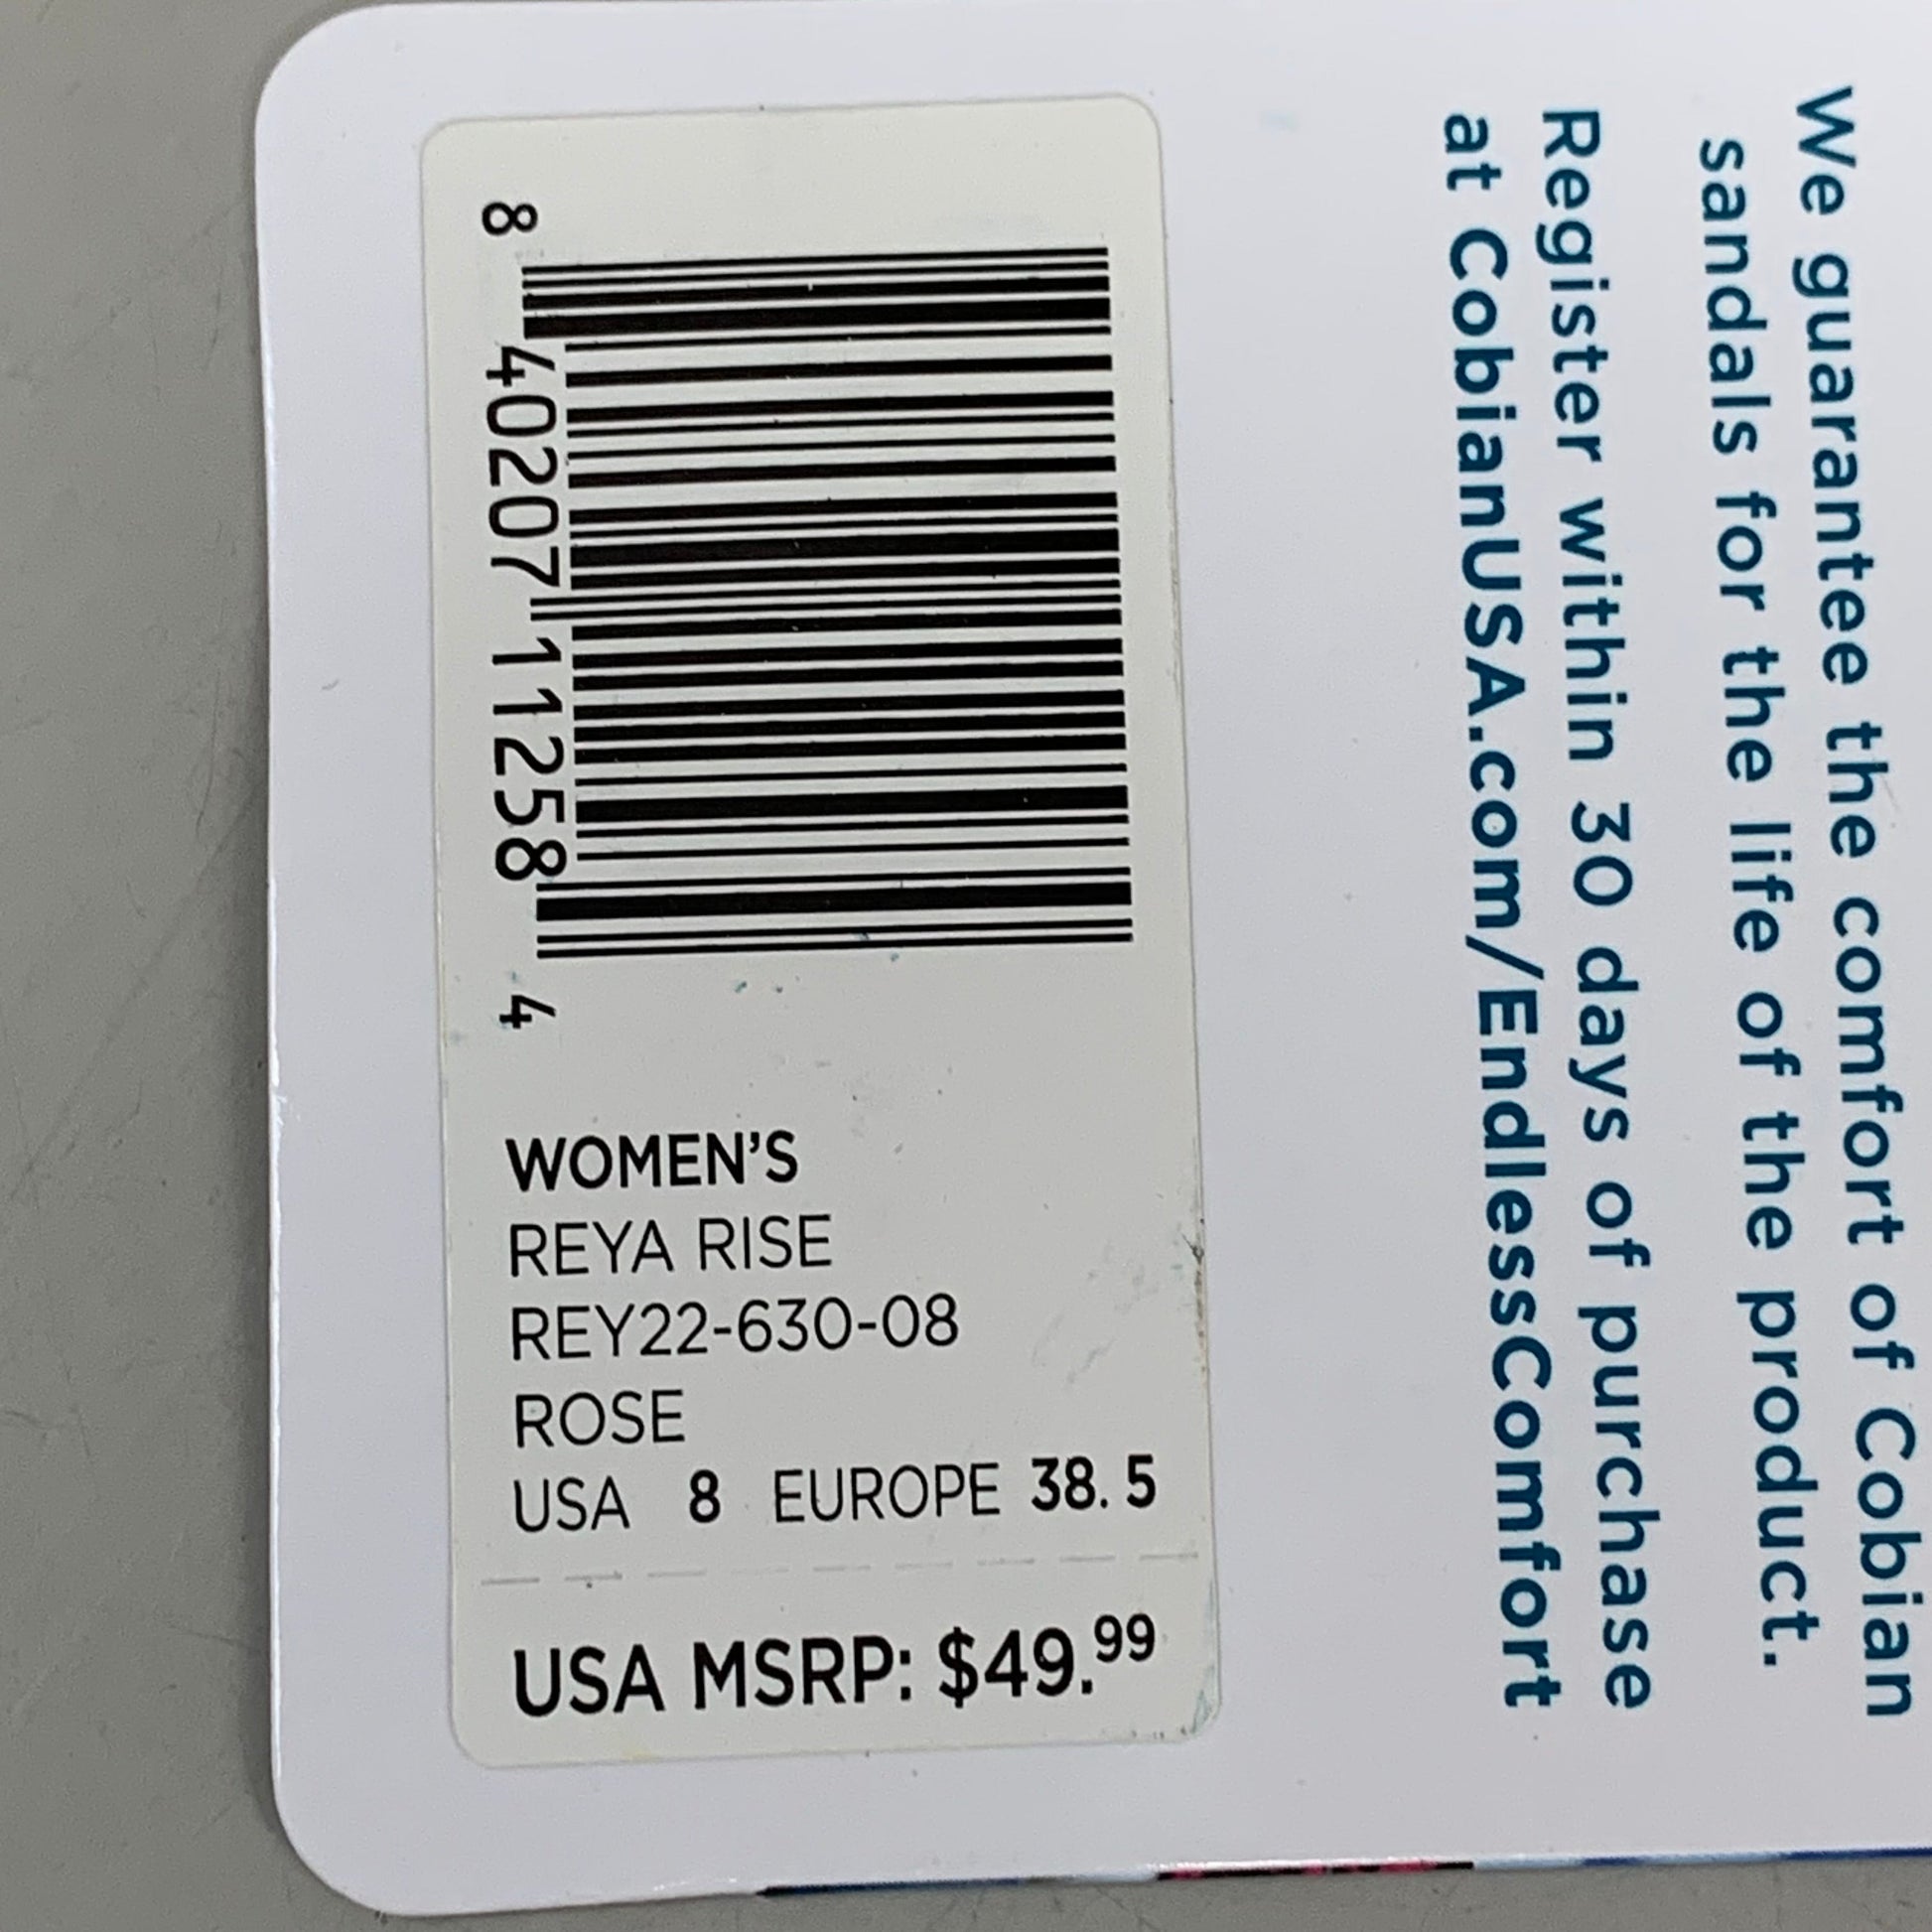 8 40207 11258 4
WOMEN'S
REYA RISE
REY22-630-08
ROSE
USA 8 EUROPE 38.5
USA MSRP: $49.99
We guarantee the comfort of Cobian
sandals for the life of the product.
Register within 30 days of purchase
at CobianUSA.com/EndlessComfort